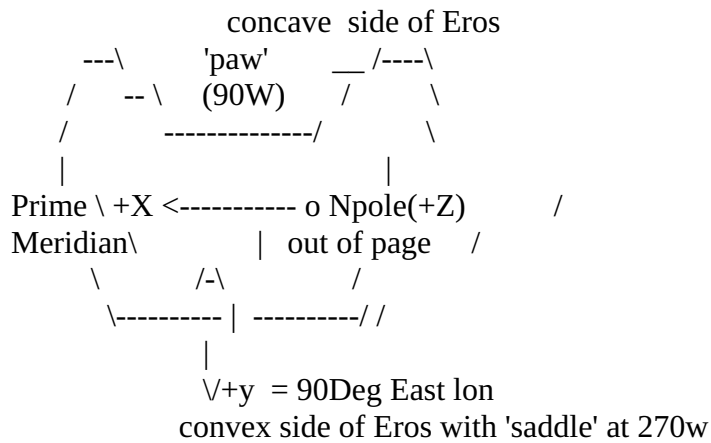 concave  side of Eros
---\          'paw'        __ /----\
/      -- \     (90W)       /          \
/            --------------/             \
|                                        |
Prime \ +X <----------- o Npole(+Z)           /
Meridian\               |   out of page     /
\            /-\                /
\---------- |  ----------/ /
|
\/+y  = 90Deg East lon
convex side of Eros with 'saddle' at 270w